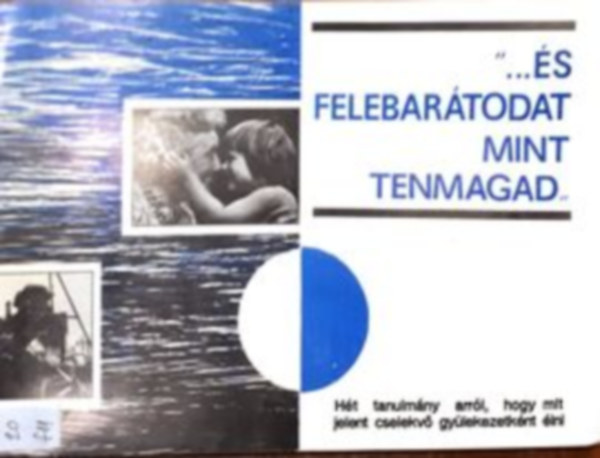 "...ÉS
FELEBARÁTODAT
MINT
TENMAGAD"
Hét tanulmány arról, hogy mit
jelent cselekvő gyülekezetként élni